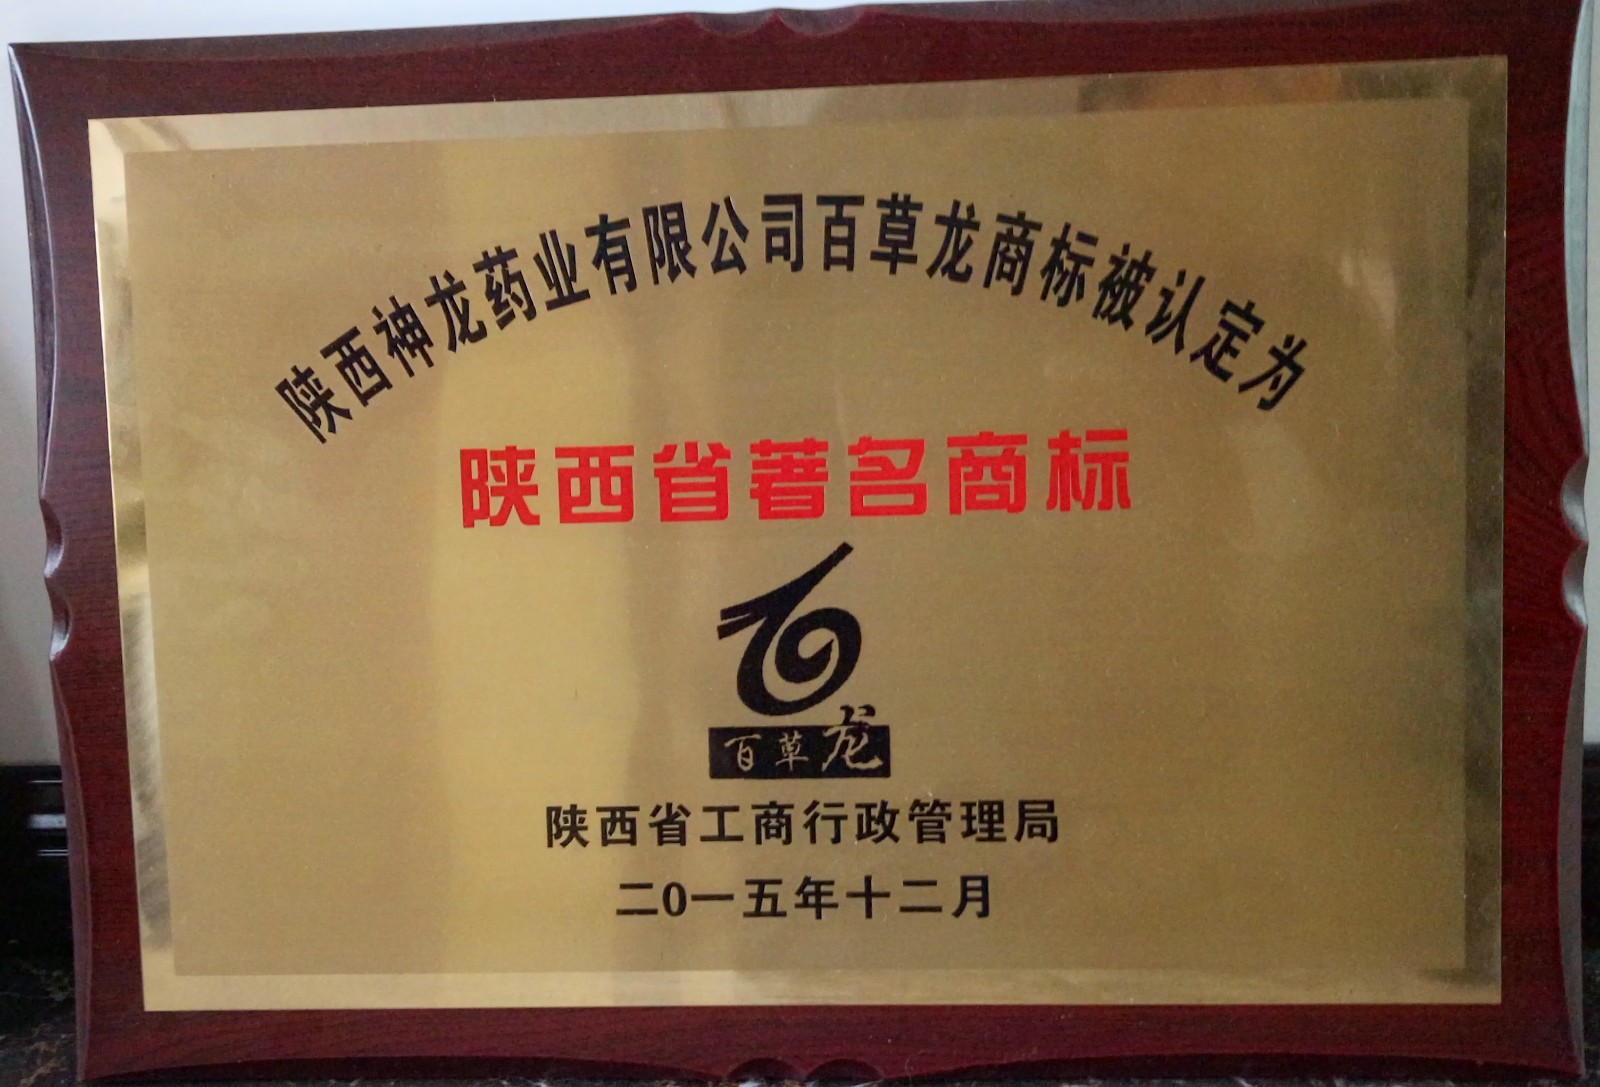 陕西神龙药业有限公司百草龙商标被认定为
陕西省著名商标
百草龙
陕西省工商行政管理局
二0一五年十二月